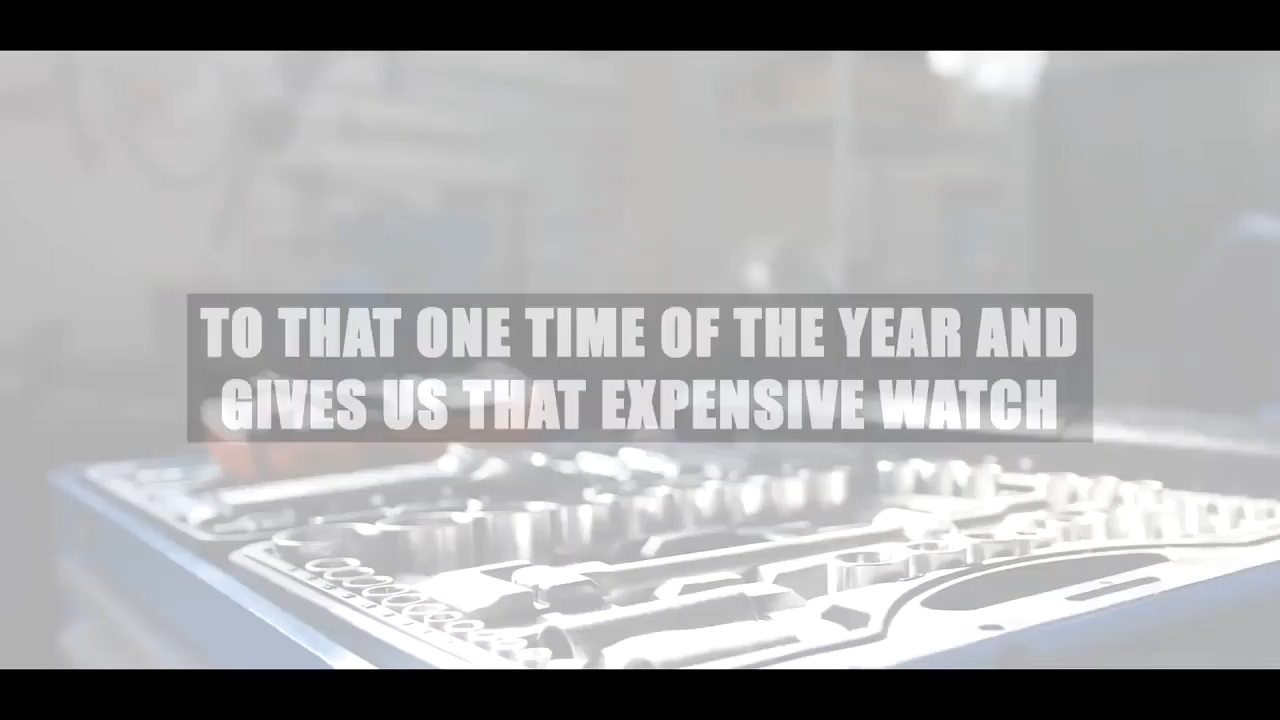 TO THAT ONE TIME OF THE YEAR AND
GIVES US THAT EXPENSIVE WATCH